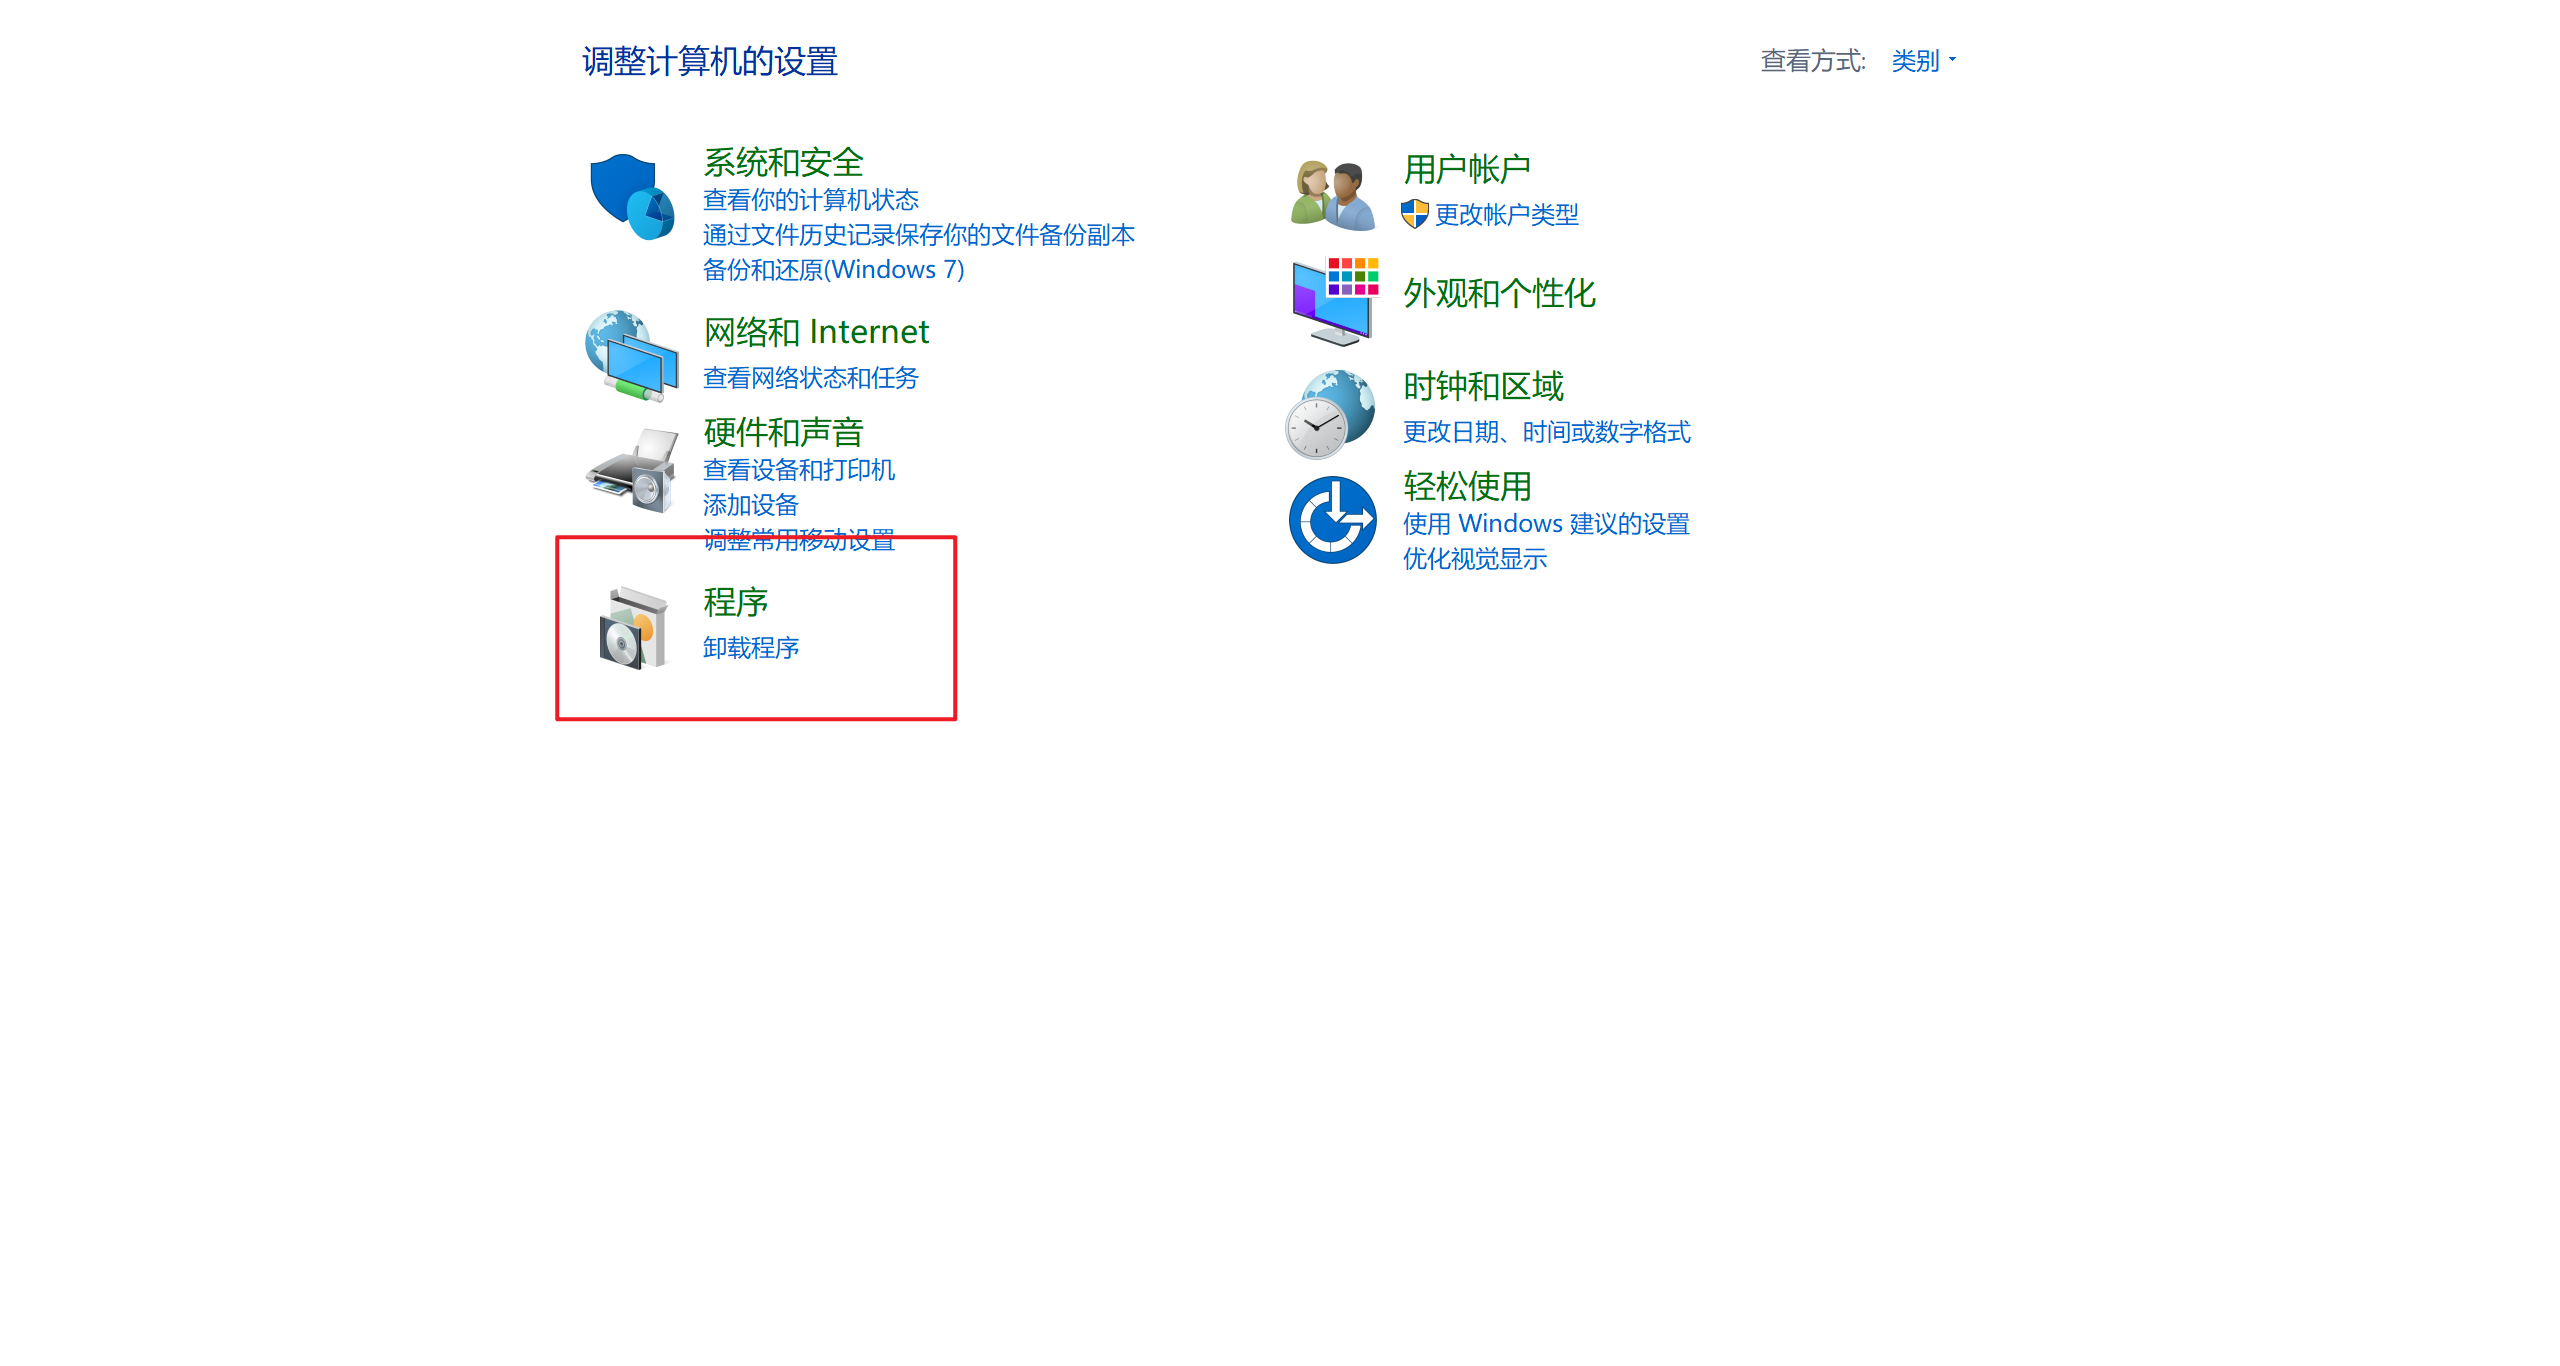 调整计算机的设置
查看方式: 类别
系统和安全
查看你的计算机状态
通过文件历史记录保存你的文件备份副本
备份和还原(Windows 7)
网络和 Internet
查看网络状态和任务
硬件和声音
查看设备和打印机
添加设备
调整常用移动设置
程序
卸载程序
用户帐户
更改帐户类型
外观和个性化
时钟和区域
更改日期、时间或数字格式
轻松使用
使用 Windows 建议的设置
优化视觉显示